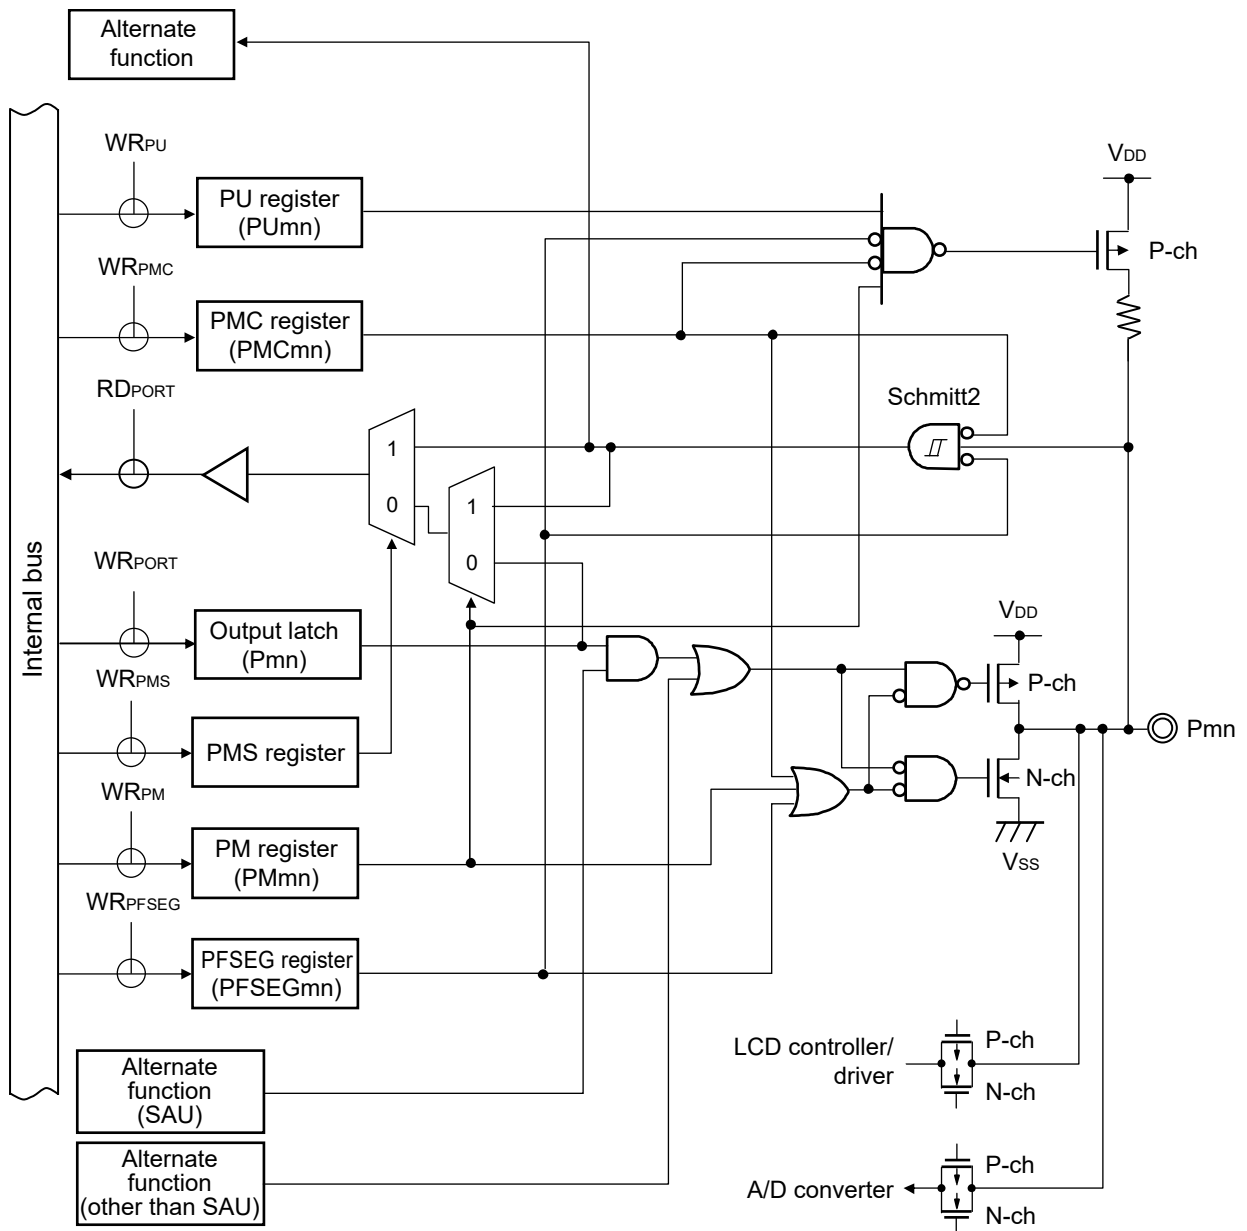 Alternate
function
WRPU
PU register
(PUmn)
VDD
P-ch
WRPMC
PMC register
(PMCmn)
RDPORT
Schmitt2
1
0
1
0
Internal bus
WRPORT
Output latch
(Pmn)
VDD
P-ch
Pmn
WRPMS
PMS register
N-ch
WRPM
PM register
(PMmn)
VSS
WRPFSEG
PFSEG register
(PFSEGmn)
Alternate
function
(SAU)
LCD controller/
driver
P-ch
N-ch
Alternate
function
(other than SAU)
A/D converter
P-ch
N-ch